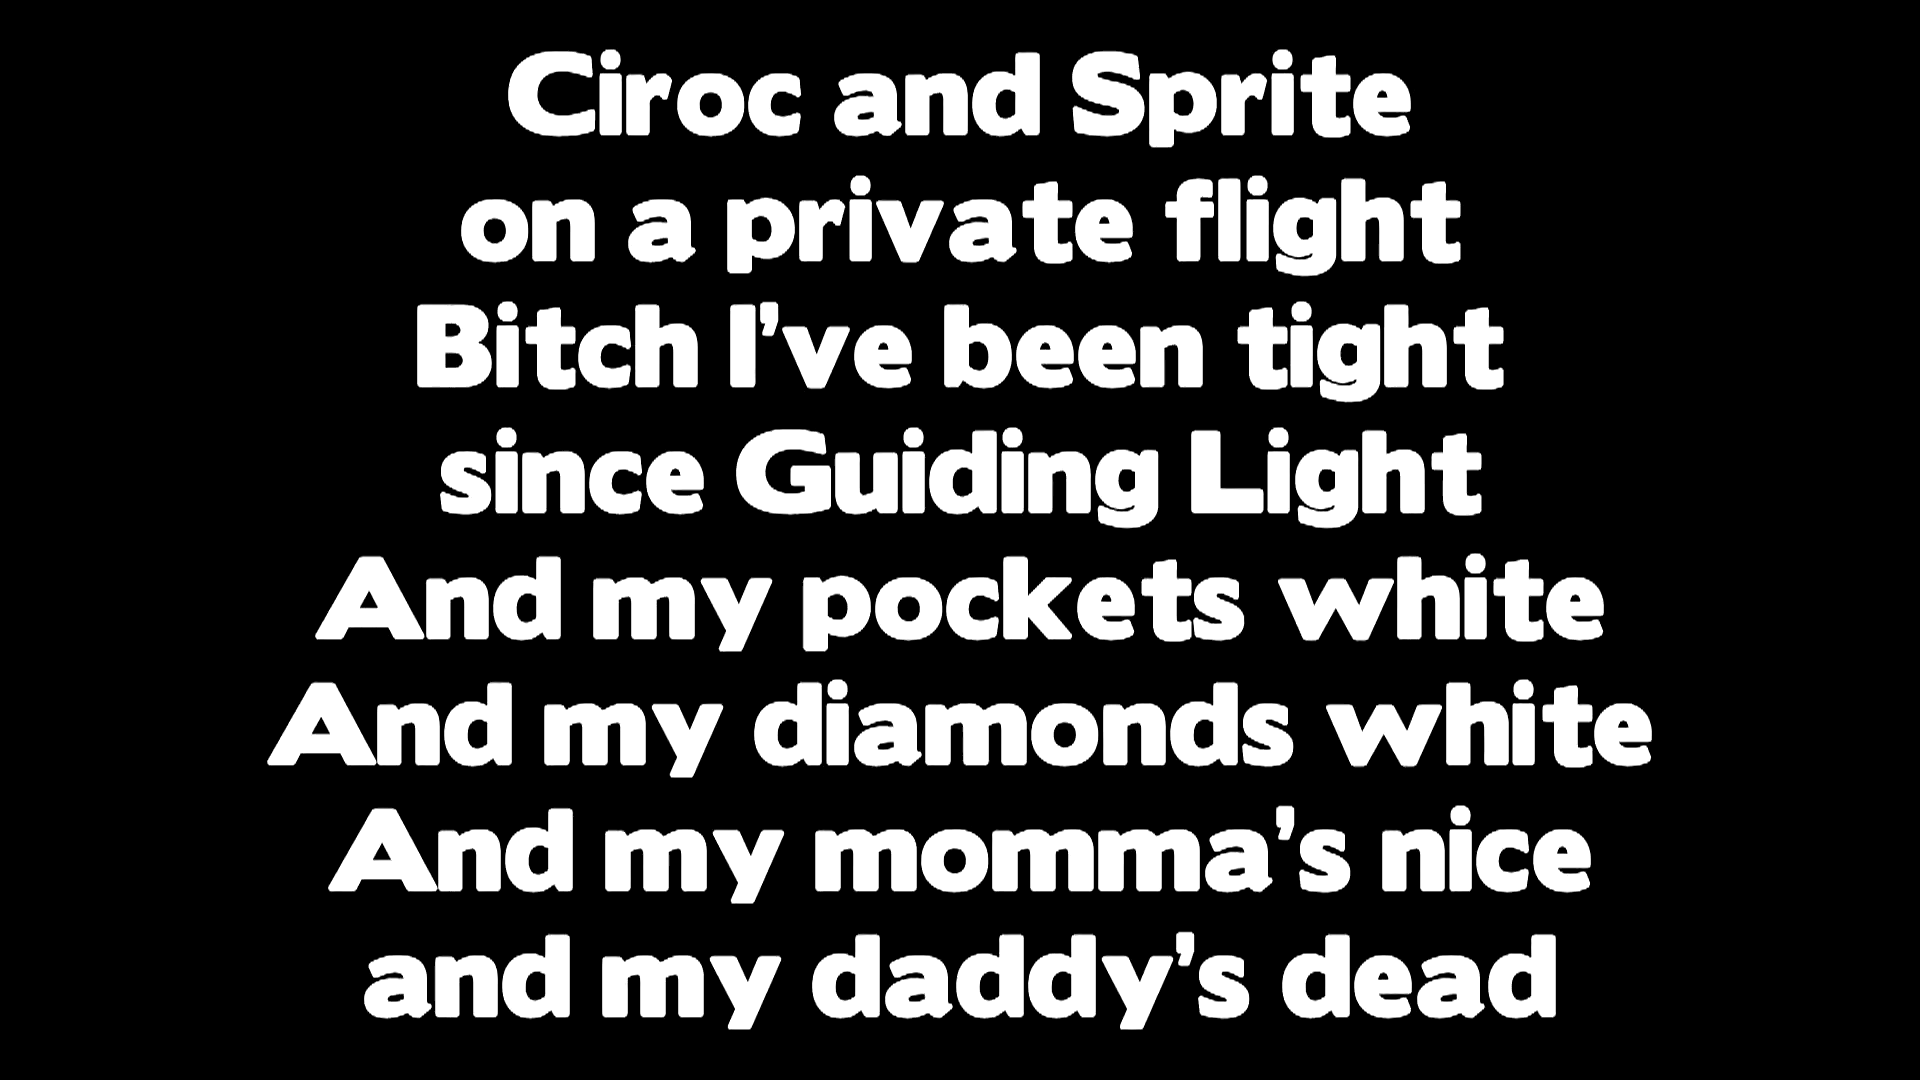 Ciroc and Sprite
on a private flight
Bitch I've been tight
since Guiding Light
And my pockets white
And my diamonds white
And my momma's nice
and my daddy's dead